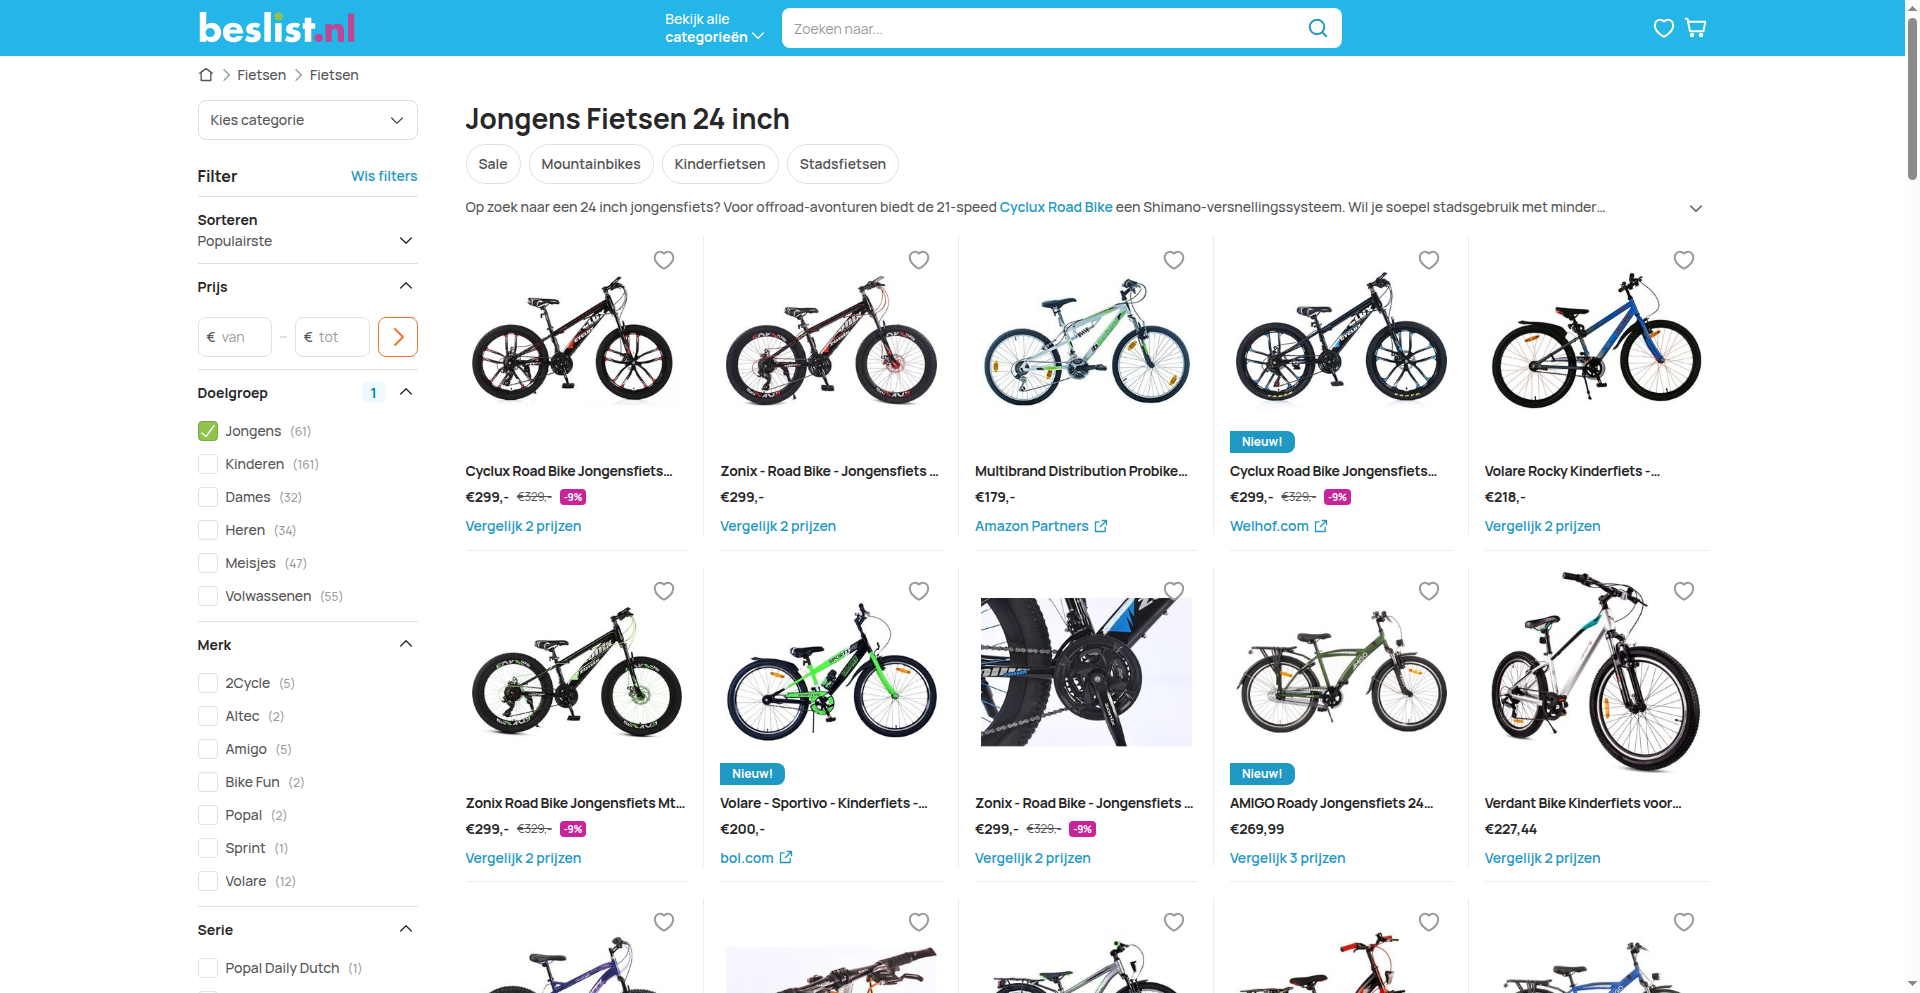 beslist.nl
Bekijk alle
categorieën
Zoeken naar...
Fietsen
Fietsen
Kies categorie
Filter
Wis filters
Sorteren
Populairste
Prijs
€ van
–
€ tot
Doelgroep
1
Jongens (61)
Kinderen (161)
Dames (32)
Heren (34)
Meisjes (47)
Volwassenen (55)
Merk
2Cycle (5)
Altec (2)
Amigo (5)
Bike Fun (2)
Popal (2)
Sprint (1)
Volare (12)
Serie
Popal Daily Dutch (1)
Jongens Fietsen 24 inch
Sale
Mountainbikes
Kinderfietsen
Stadsfietsen
Op zoek naar een 24 inch jongensfiets? Voor offroad-avonturen biedt de 21-speed Cyclux Road Bike een Shimano-versnellingssysteem. Wil je soepel stadsgebruik met minder...
Cyclux Road Bike Jongensfiets...
€299,- €329,- -9%
Vergelijk 2 prijzen
Zonix - Road Bike - Jongensfiets ...
€299,-
Vergelijk 2 prijzen
Multibrand Distribution Probike...
€179,-
Amazon Partners
Nieuw!
Cyclux Road Bike Jongensfiets...
€299,- €329,- -9%
Welhof.com
Volare Rocky Kinderfiets -...
€218,-
Vergelijk 2 prijzen
Zonix Road Bike Jongensfiets Mt...
€299,- €329,- -9%
Vergelijk 2 prijzen
Nieuw!
Volare - Sportivo - Kinderfiets -...
€200,-
bol.com
Zonix - Road Bike - Jongensfiets ...
€299,- €329,- -9%
Vergelijk 2 prijzen
Nieuw!
AMIGO Roady Jongensfiets 24...
€269,99
Vergelijk 3 prijzen
Verdant Bike Kinderfiets voor...
€227,44
Vergelijk 2 prijzen